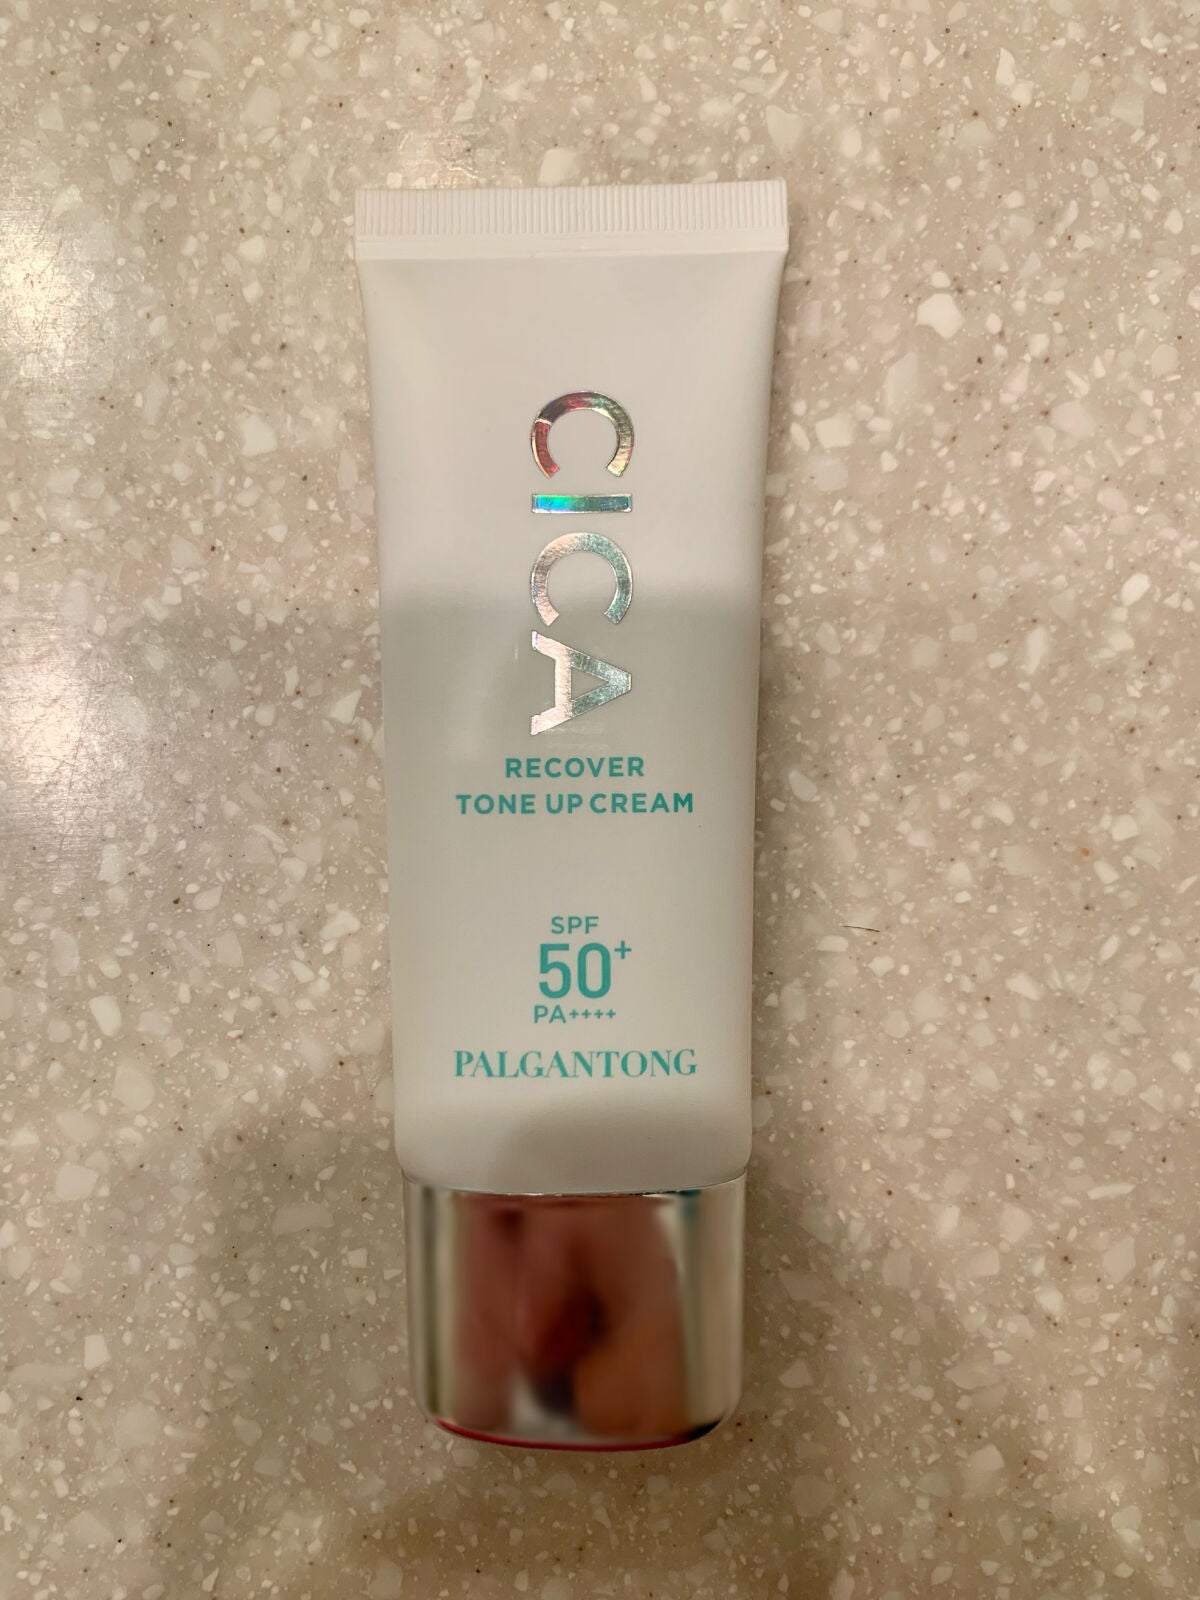 CICA
RECOVER
TONE UP CREAM
SPF
50+
PA++++
PALGANTONG